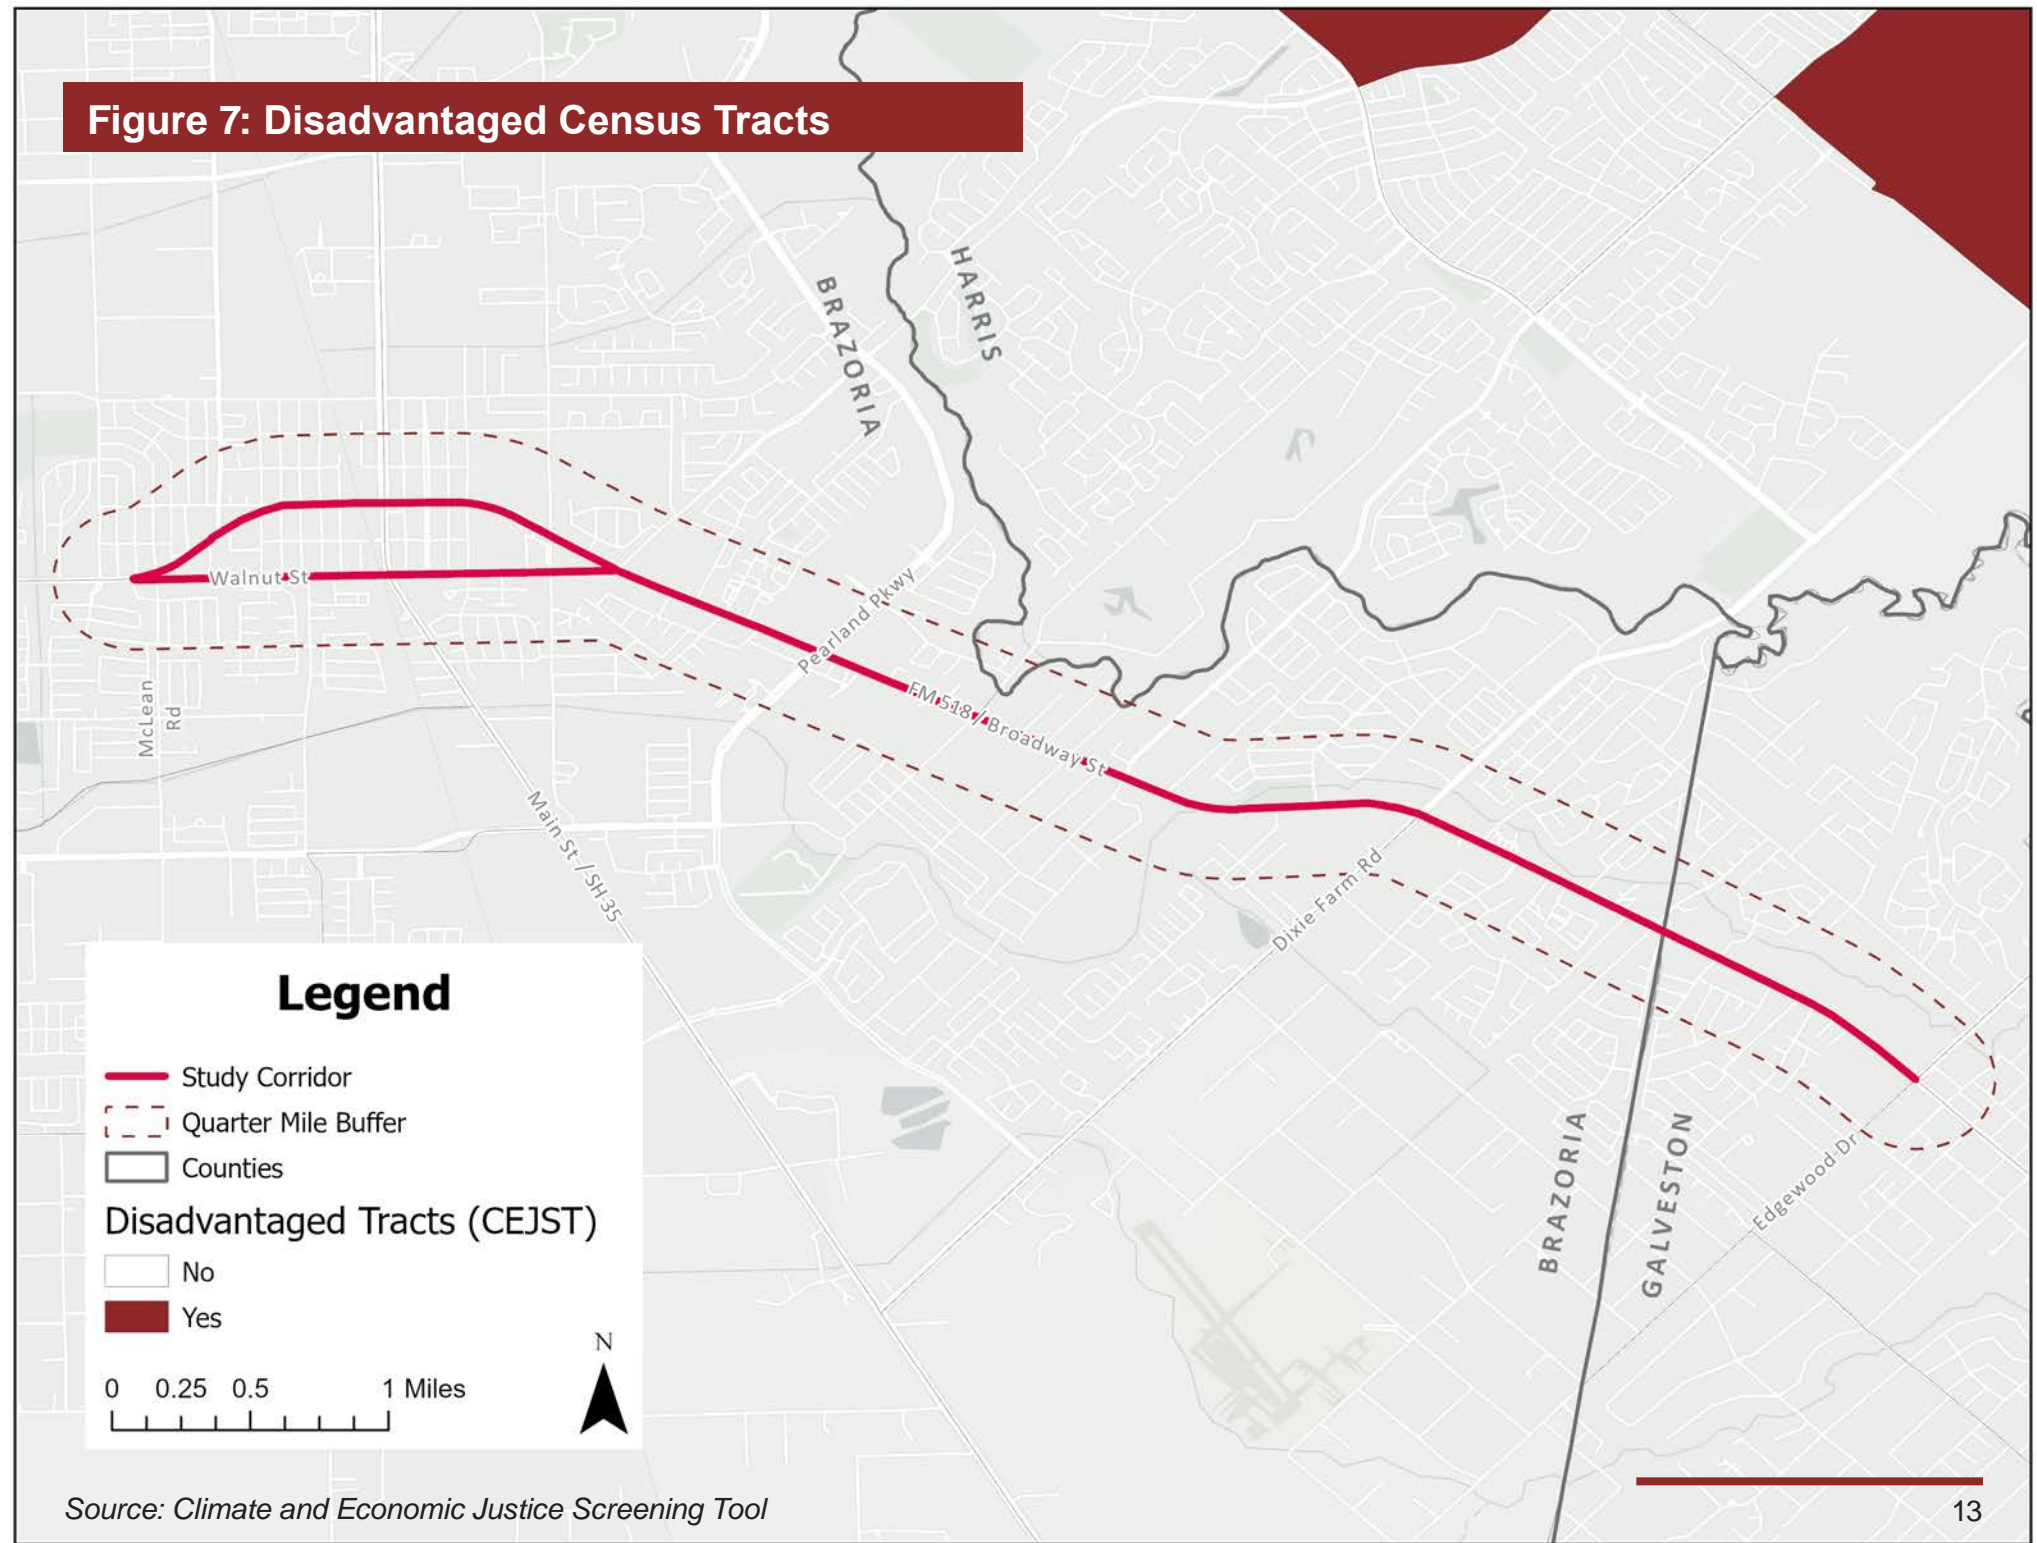 Figure 7: Disadvantaged Census Tracts
HARRIS
BRAZORIA
Walnut St
Pearland Pkwy
McLean
Rd
FM 518 / Broadway St
Main St / SH 35
Dixie Farm Rd
BRAZORIA
GALVESTON
Edgewood Dr
Legend
Study Corridor
Quarter Mile Buffer
Counties
Disadvantaged Tracts (CEJST)
No
Yes
N
0 0.25 0.5 1 Miles
Source: Climate and Economic Justice Screening Tool
13